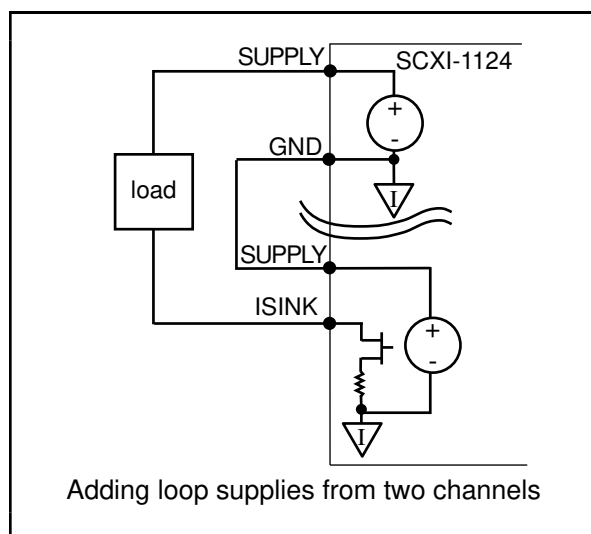 SUPPLY
SCXI-1124
+
-
GND
load
I
SUPPLY
ISINK
+
-
I
Adding loop supplies from two channels